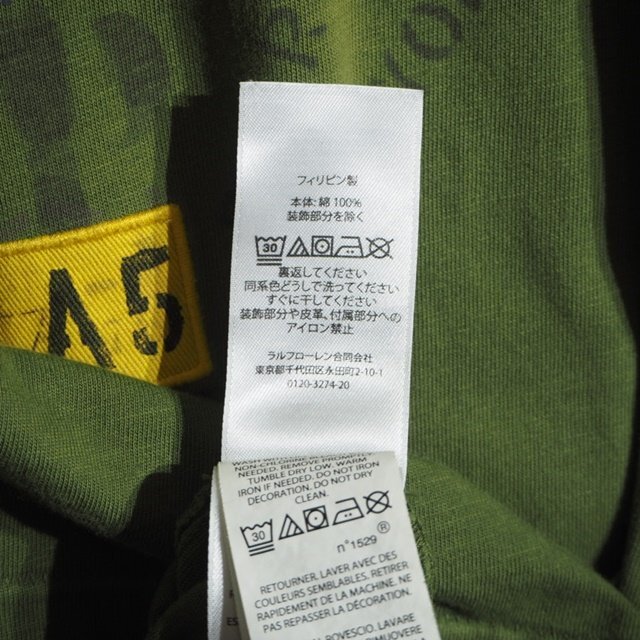 フィリピン製
本体: 綿 100%
装飾部分を除く
30
裏返してください
同系色どうしで洗ってください
すぐに干してください
装飾部分や皮革、付属部分への
アイロン禁止
ラルフローレン合同会社
東京都千代田区永田町2-10-1
0120-3274-20
A5
NON-CHLORINE BLEACH WHEN
NEEDED. REMOVE PROMPTLY.
TUMBLE DRY LOW. WARM
IRON IF NEEDED. DO NOT IRON
DECORATION. DO NOT DRY
CLEAN.
30
n°1529 ®
RETOURNER. LAVER AVEC DES
COULEURS SEMBLABLES. RETIRER
RAPIDEMENT DE LA MACHINE. NE
PAS REPASSER LA DÉCORATION.
ROVESCIO. LAVARE